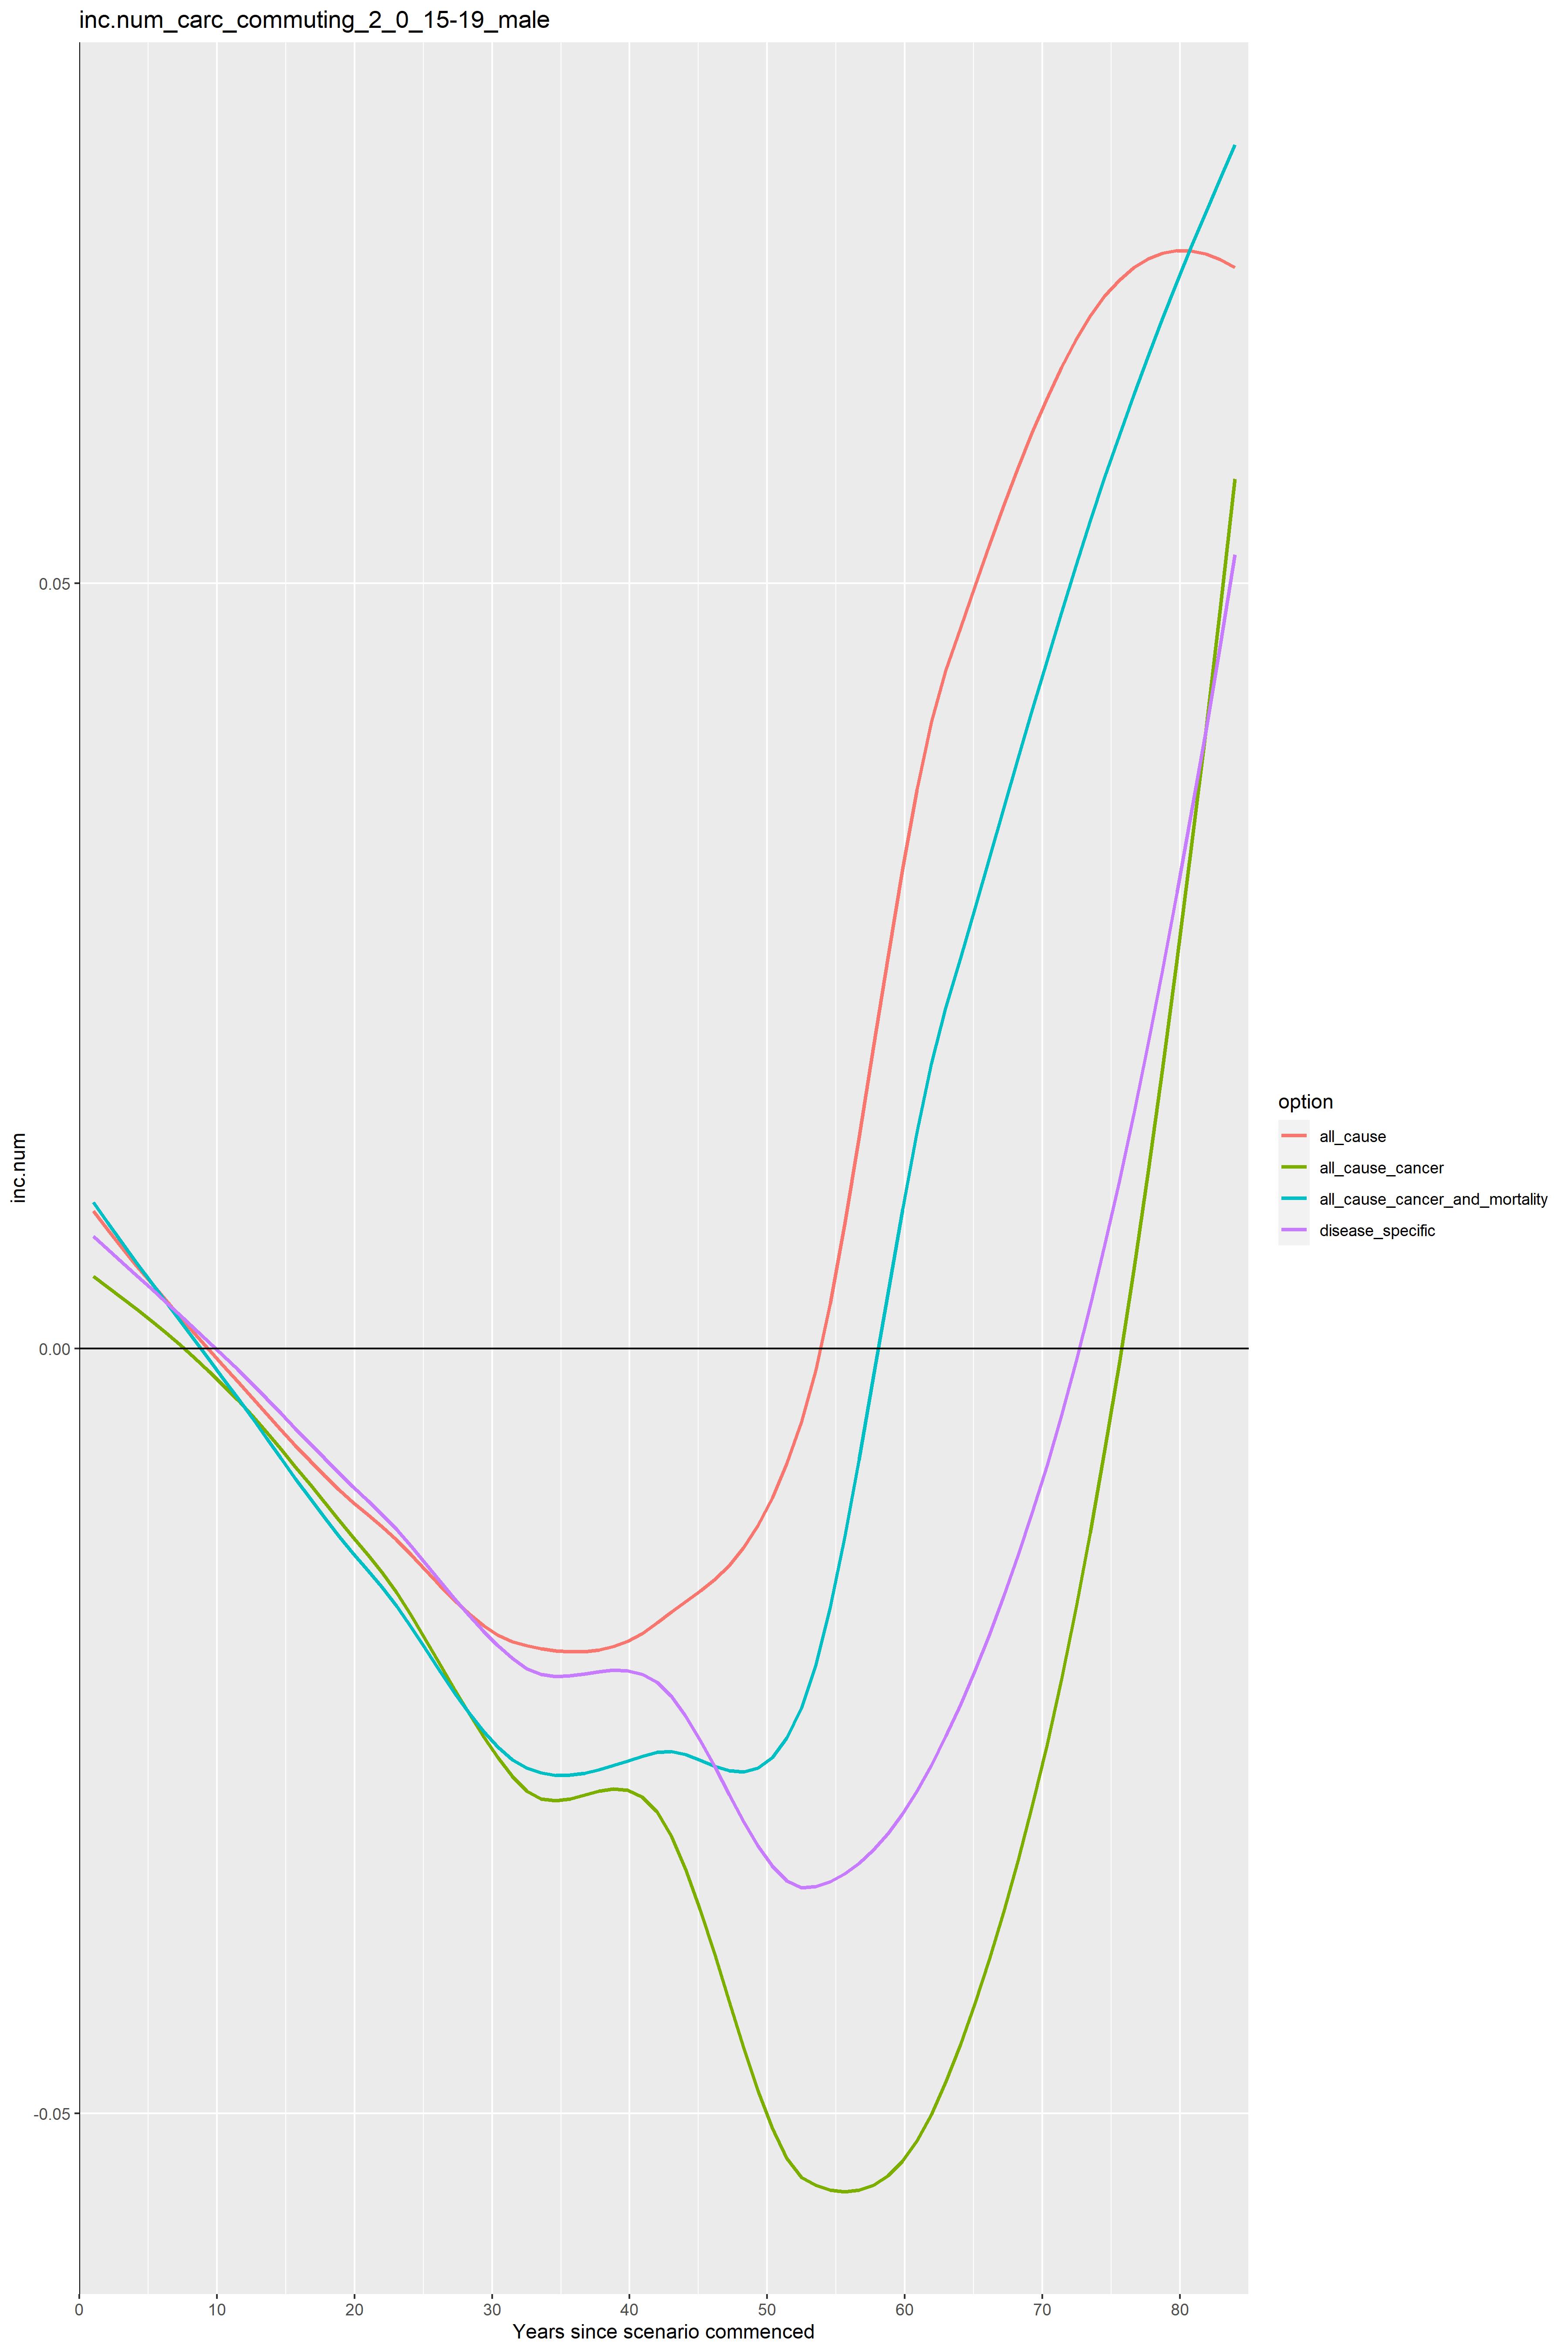 inc.num_carc_commuting_2_0_15-19_male
inc.num
0.05
0.00
-0.05
0 10 20 30 40 50 60 70 80
Years since scenario commenced
option
all_cause
all_cause_cancer
all_cause_cancer_and_mortality
disease_specific